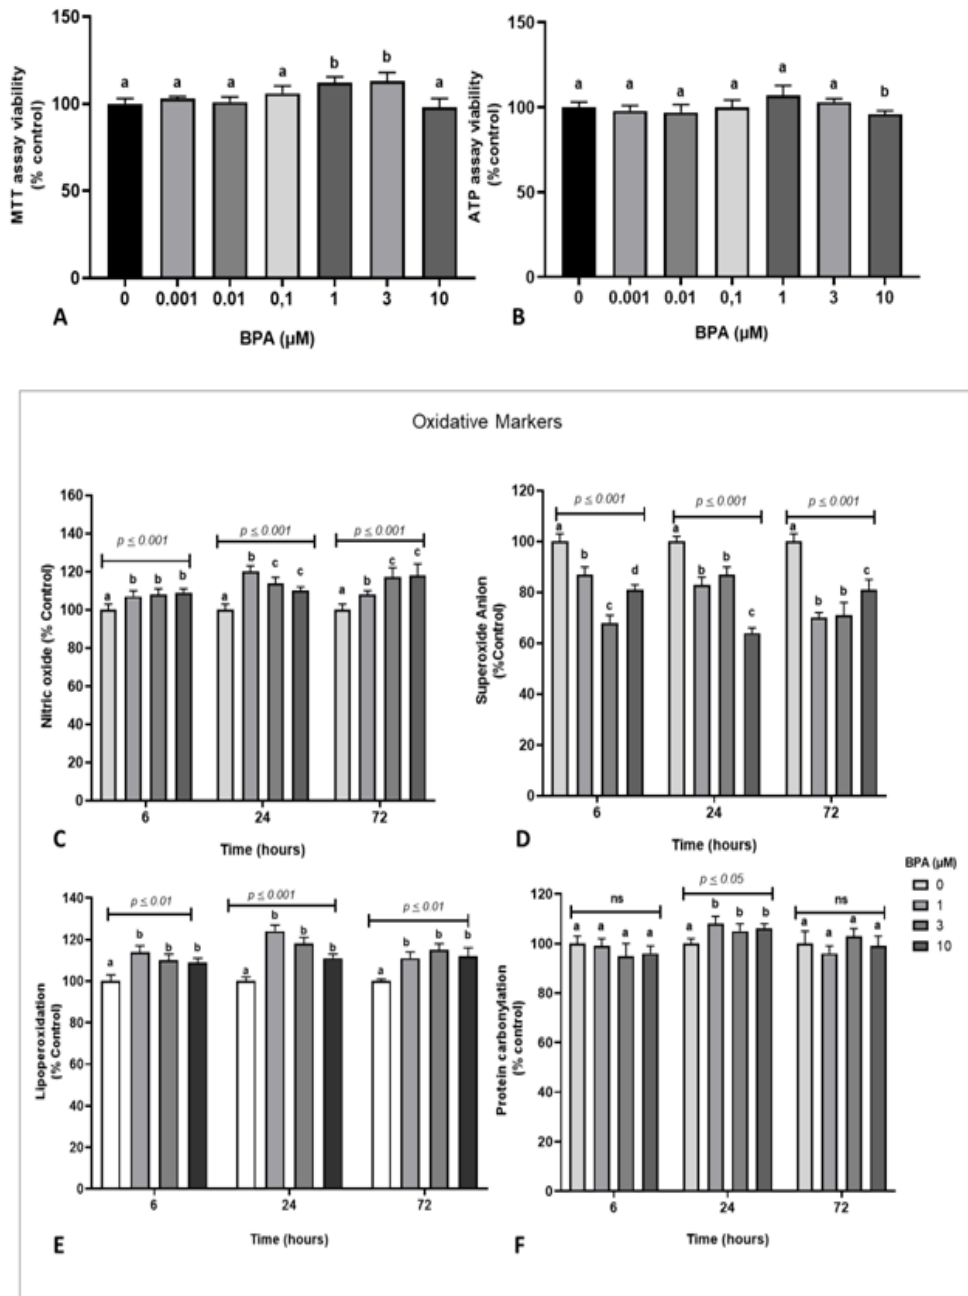 150
100
50
0
MTT assay viability
(% control)
a a a a b b a
0 0.001 0.01 0,1 1 3 10
A
BPA (µM)
150
100
50
0
ATP assay viability
(%control)
a a a a a a b
0 0.001 0.01 0,1 1 3 10
B
BPA (µM)
Oxidative Markers
160
140
120
100
80
60
40
20
0
Nitric oxide (% Control)
p ≤ 0.001 p ≤ 0.001 p ≤ 0.001
a b b b a b c c a b c c
6 24 72
C
Time (hours)
120
100
80
60
40
20
0
Superoxide Anion
(%Control)
p ≤ 0.001 p ≤ 0.001 p ≤ 0.001
a b c d a b b c a b b c
6 24 72
D
Time (hours)
BPA (µM)
0
1
3
10
140
120
100
80
60
40
20
0
Lipoperoxidation
(% Control)
p ≤ 0.01 p ≤ 0.001 p ≤ 0.01
a b b b a b b b a b b b
6 24 72
E
Time (hours)
120
100
80
60
40
20
0
Protein carbonylation
(% control)
ns p ≤ 0.05 ns
a a a a a b b b a a a a
6 24 72
F
Time (hours)